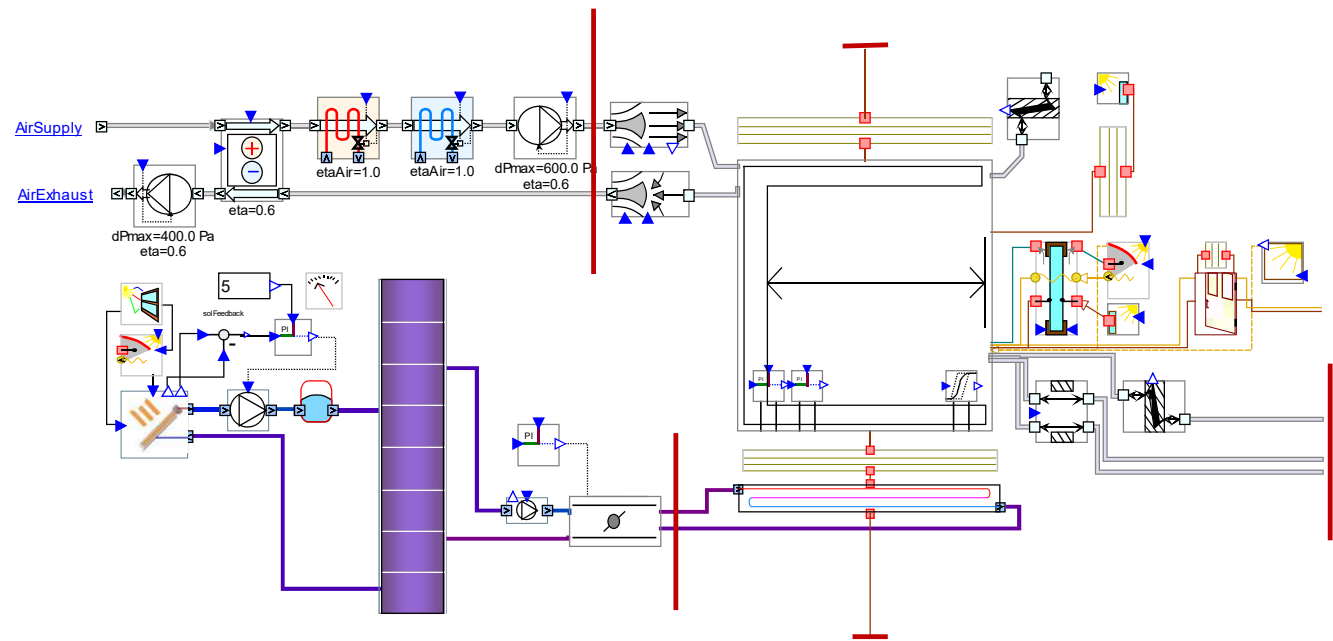 AirSupply
etaAir=1.0
etaAir=1.0
dPmax=600.0 Pa
eta=0.6
AirExhaust
eta=0.6
dPmax=400.0 Pa
eta=0.6
5
solFeedback
PI
PI
PI
PI